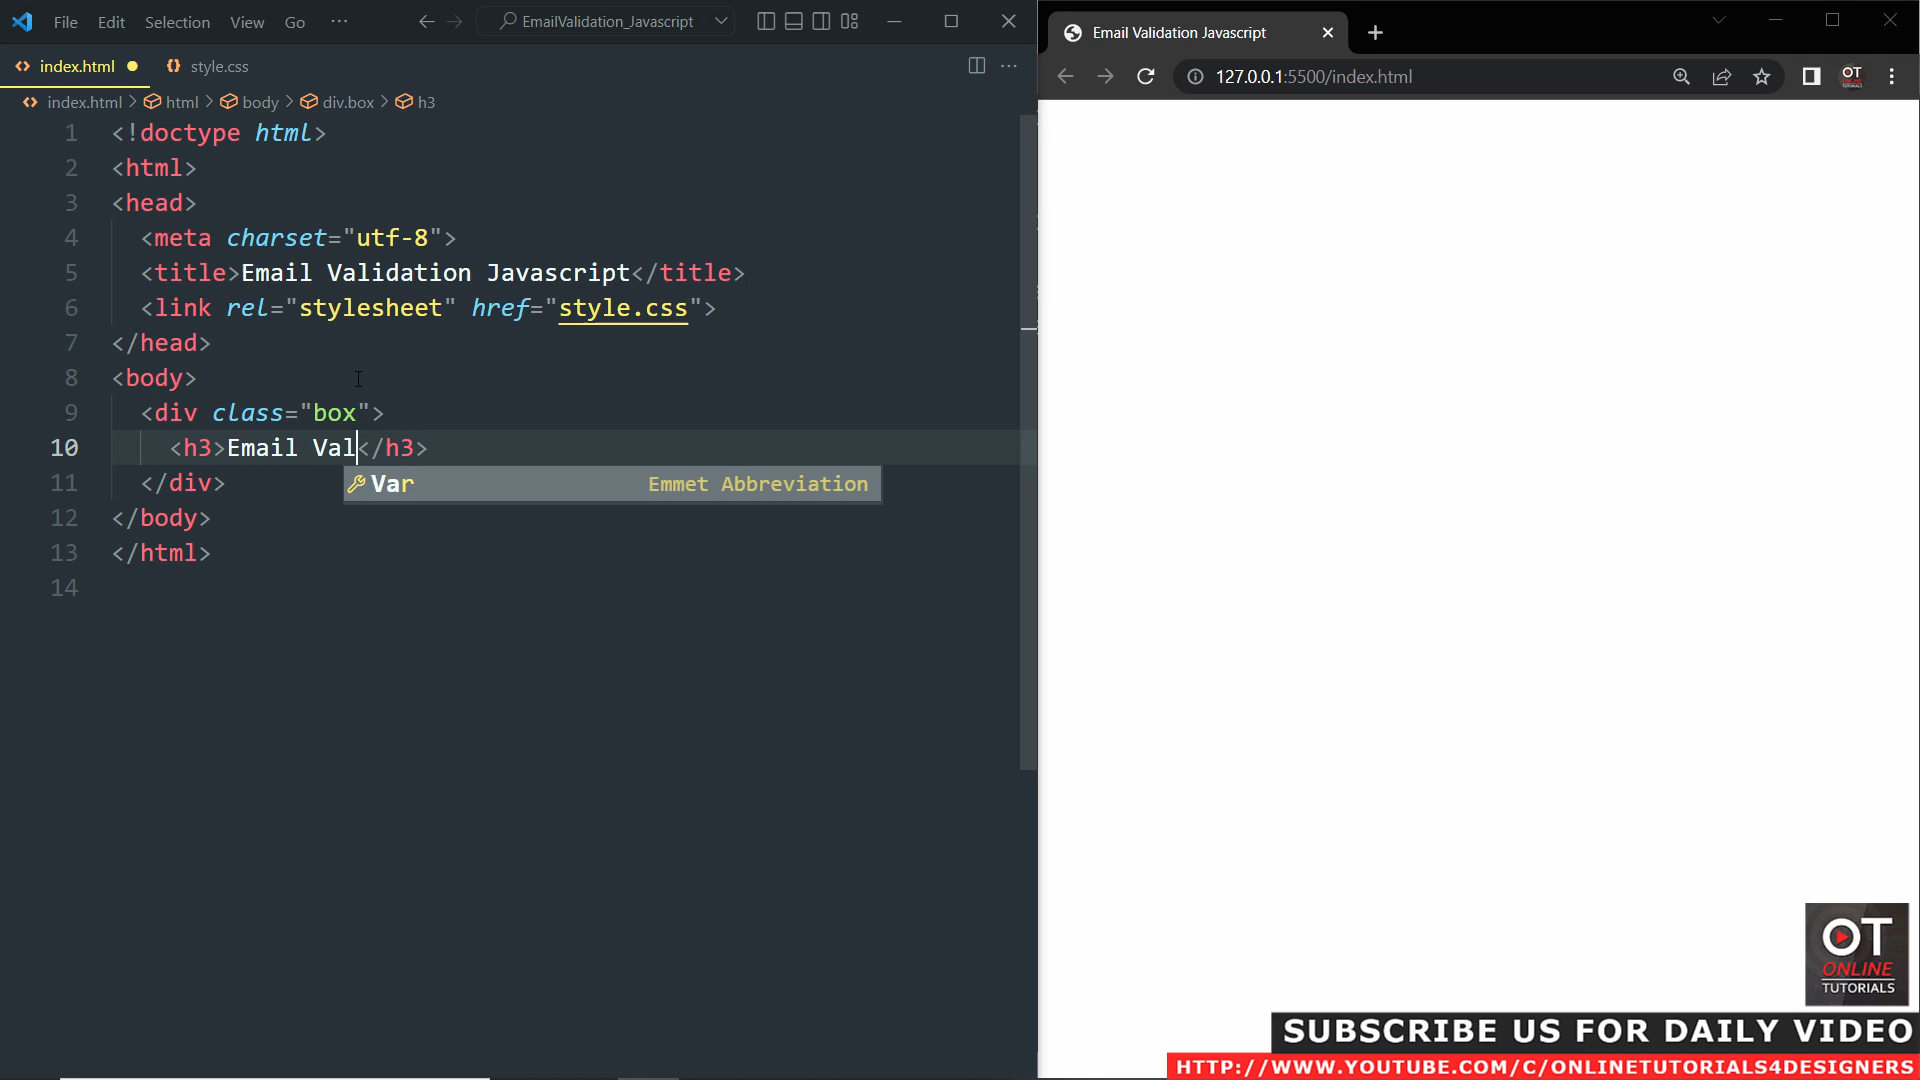 File Edit Selection View Go ···
EmailValidation_Javascript
index.html
style.css
index.html > html > body > div.box > h3
1 <!doctype html>
2 <html>
3 <head>
4 <meta charset="utf-8">
5 <title>Email Validation Javascript</title>
6 <link rel="stylesheet" href="style.css">
7 </head>
8 <body>
9 <div class="box">
10 <h3>Email Val</h3>
Var Emmet Abbreviation
11 </div>
12 </body>
13 </html>
14
Email Validation Javascript
127.0.0.1:5500/index.html
OT
ONLINE
TUTORIALS
SUBSCRIBE US FOR DAILY VIDEO
HTTP://WWW.YOUTUBE.COM/C/ONLINETUTORIALS4DESIGNERS